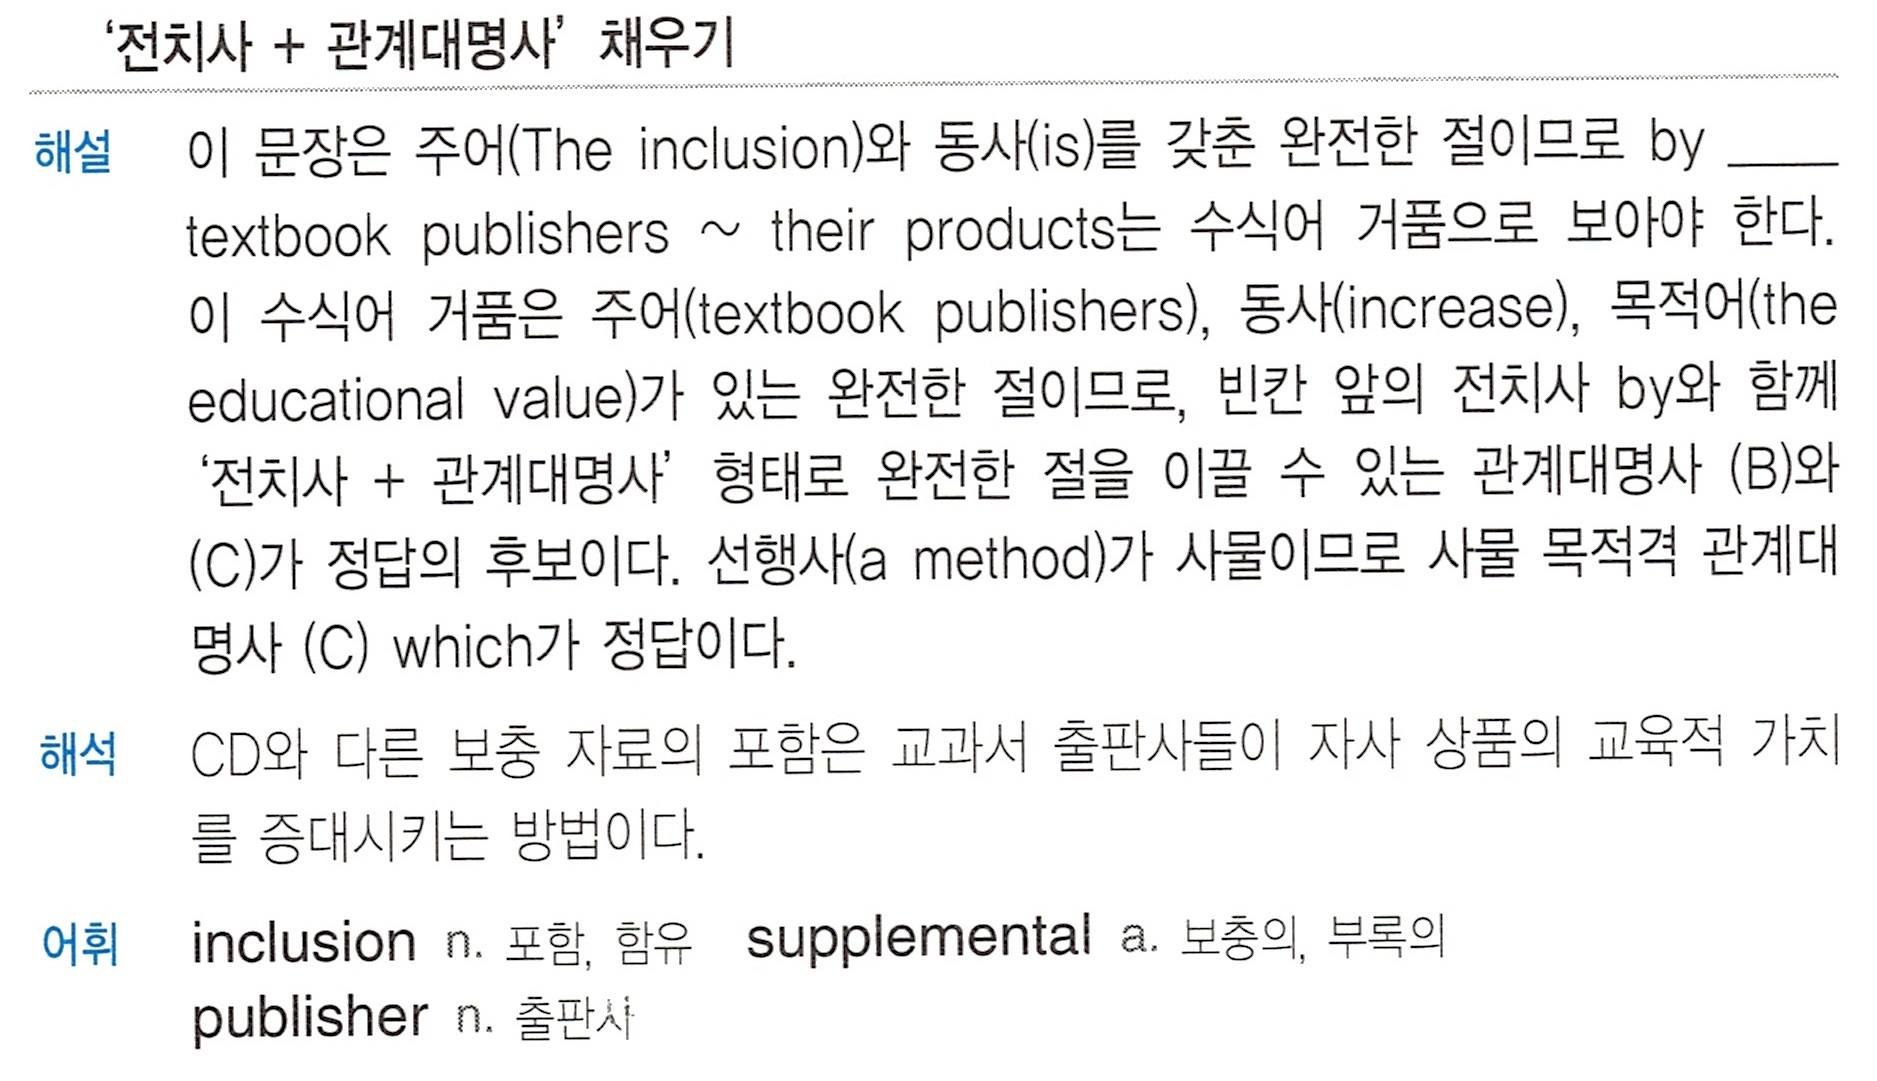 ‘전치사 + 관계대명사’ 채우기
해설 이 문장은 주어(The inclusion)와 동사(is)를 갖춘 완전한 절이므로 by ____
textbook publishers ~ their products는 수식어 거품으로 보아야 한다.
이 수식어 거품은 주어(textbook publishers), 동사(increase), 목적어(the
educational value)가 있는 완전한 절이므로, 빈칸 앞의 전치사 by와 함께
‘전치사 + 관계대명사’ 형태로 완전한 절을 이끌 수 있는 관계대명사 (B)와
(C)가 정답의 후보이다. 선행사(a method)가 사물이므로 사물 목적격 관계대
명사 (C) which가 정답이다.
해석 CD와 다른 보충 자료의 포함은 교과서 출판사들이 자사 상품의 교육적 가치
를 증대시키는 방법이다.
어휘 inclusion n. 포함, 함유 supplemental a. 보충의, 부록의
publisher n. 출판사